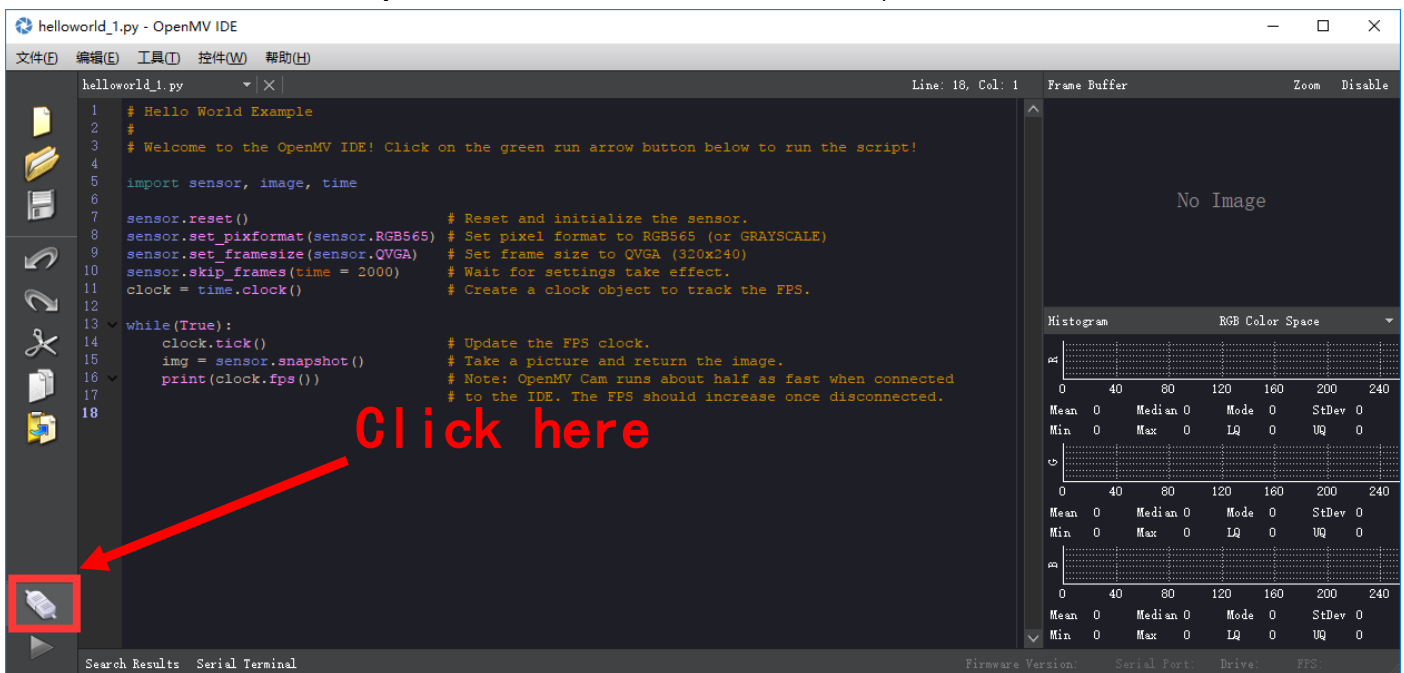 helloworld_1.py - OpenMV IDE
文件(F) 编辑(E) 工具(T) 控件(W) 帮助(H)
helloworld_1.py Line: 18, Col: 1 Frame Buffer Zoom Disable
1 # Hello World Example
2 #
3 # Welcome to the OpenMV IDE! Click on the green run arrow button below to run the script!
4
5 import sensor, image, time
6
7 sensor.reset() # Reset and initialize the sensor.
8 sensor.set_pixformat(sensor.RGB565) # Set pixel format to RGB565 (or GRAYSCALE)
9 sensor.set_framesize(sensor.QVGA) # Set frame size to QVGA (320x240)
10 sensor.skip_frames(time = 2000) # Wait for settings take effect.
11 clock = time.clock() # Create a clock object to track the FPS.
12
13 while(True):
14 clock.tick() # Update the FPS clock.
15 img = sensor.snapshot() # Take a picture and return the image.
16 print(clock.fps()) # Note: OpenMV Cam runs about half as fast when connected
17 # to the IDE. The FPS should increase once disconnected.
18
Click here
No Image
Histogram RGB Color Space
R
0 40 80 120 160 200 240
Mean 0 Median 0 Mode 0 StDev 0
Min 0 Max 0 LQ 0 UQ 0
G
0 40 80 120 160 200 240
Mean 0 Median 0 Mode 0 StDev 0
Min 0 Max 0 LQ 0 UQ 0
B
0 40 80 120 160 200 240
Mean 0 Median 0 Mode 0 StDev 0
Min 0 Max 0 LQ 0 UQ 0
Search Results Serial Terminal Firmware Version: Serial Port: Drive: FPS: